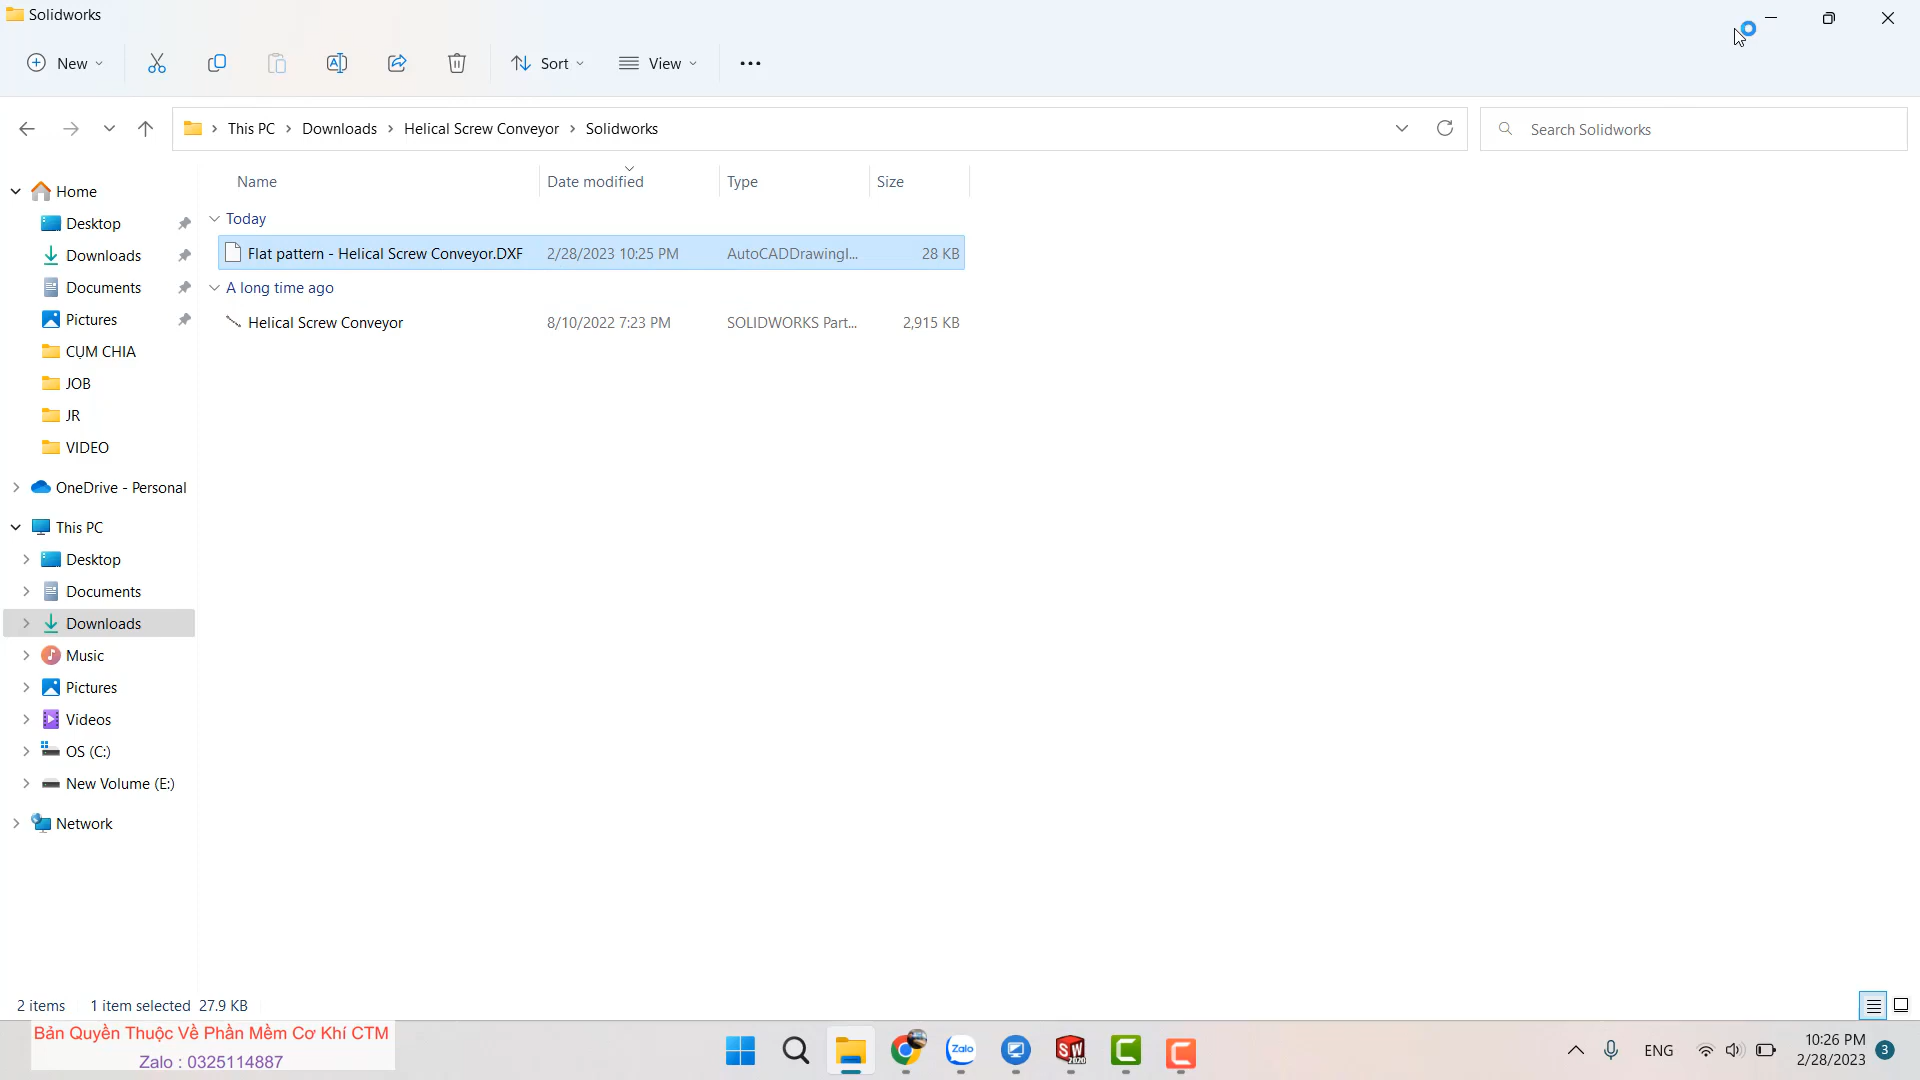 Solidworks
New
Sort
View
This PC > Downloads > Helical Screw Conveyor > Solidworks
Search Solidworks
Name Date modified Type Size
Today
Flat pattern - Helical Screw Conveyor.DXF 2/28/2023 10:25 PM AutoCADDrawingI... 28 KB
A long time ago
Helical Screw Conveyor 8/10/2022 7:23 PM SOLIDWORKS Part... 2,915 KB
Home
Desktop
Downloads
Documents
Pictures
CỤM CHIA
JOB
JR
VIDEO
OneDrive - Personal
This PC
Desktop
Documents
Downloads
Music
Pictures
Videos
OS (C:)
New Volume (E:)
Network
2 items 1 item selected 27.9 KB
Bản Quyền Thuộc Về Phần Mềm Cơ Khí CTM
Zalo : 0325114887
Zalo
SW
2020
ENG
10:26 PM
2/28/2023
3